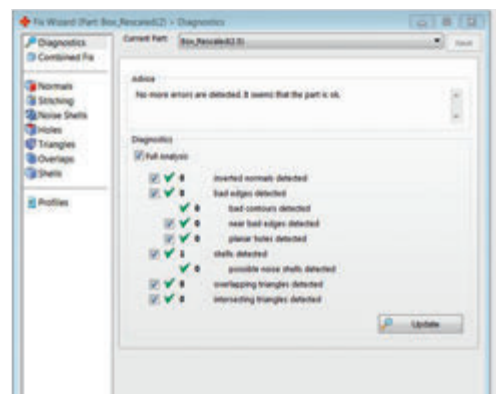 Fix Wizard (Part: Box_Rescaled(2)) > Diagnostics
Diagnostics
Combined Fix
Normals
Stitching
Noise Shells
Holes
Triangles
Overlaps
Shells
Profiles
Current Part: Box_Rescaled(2.0)
Advice
No more errors are detected. It seems that the part is ok.
Diagnostics
Full Analysis
0 inverted normals detected
0 bad edges detected
0 bad contours detected
0 near bad edges detected
0 planar holes detected
1 shells detected
0 possible noise shells detected
0 overlapping triangles detected
0 intersecting triangles detected
Update